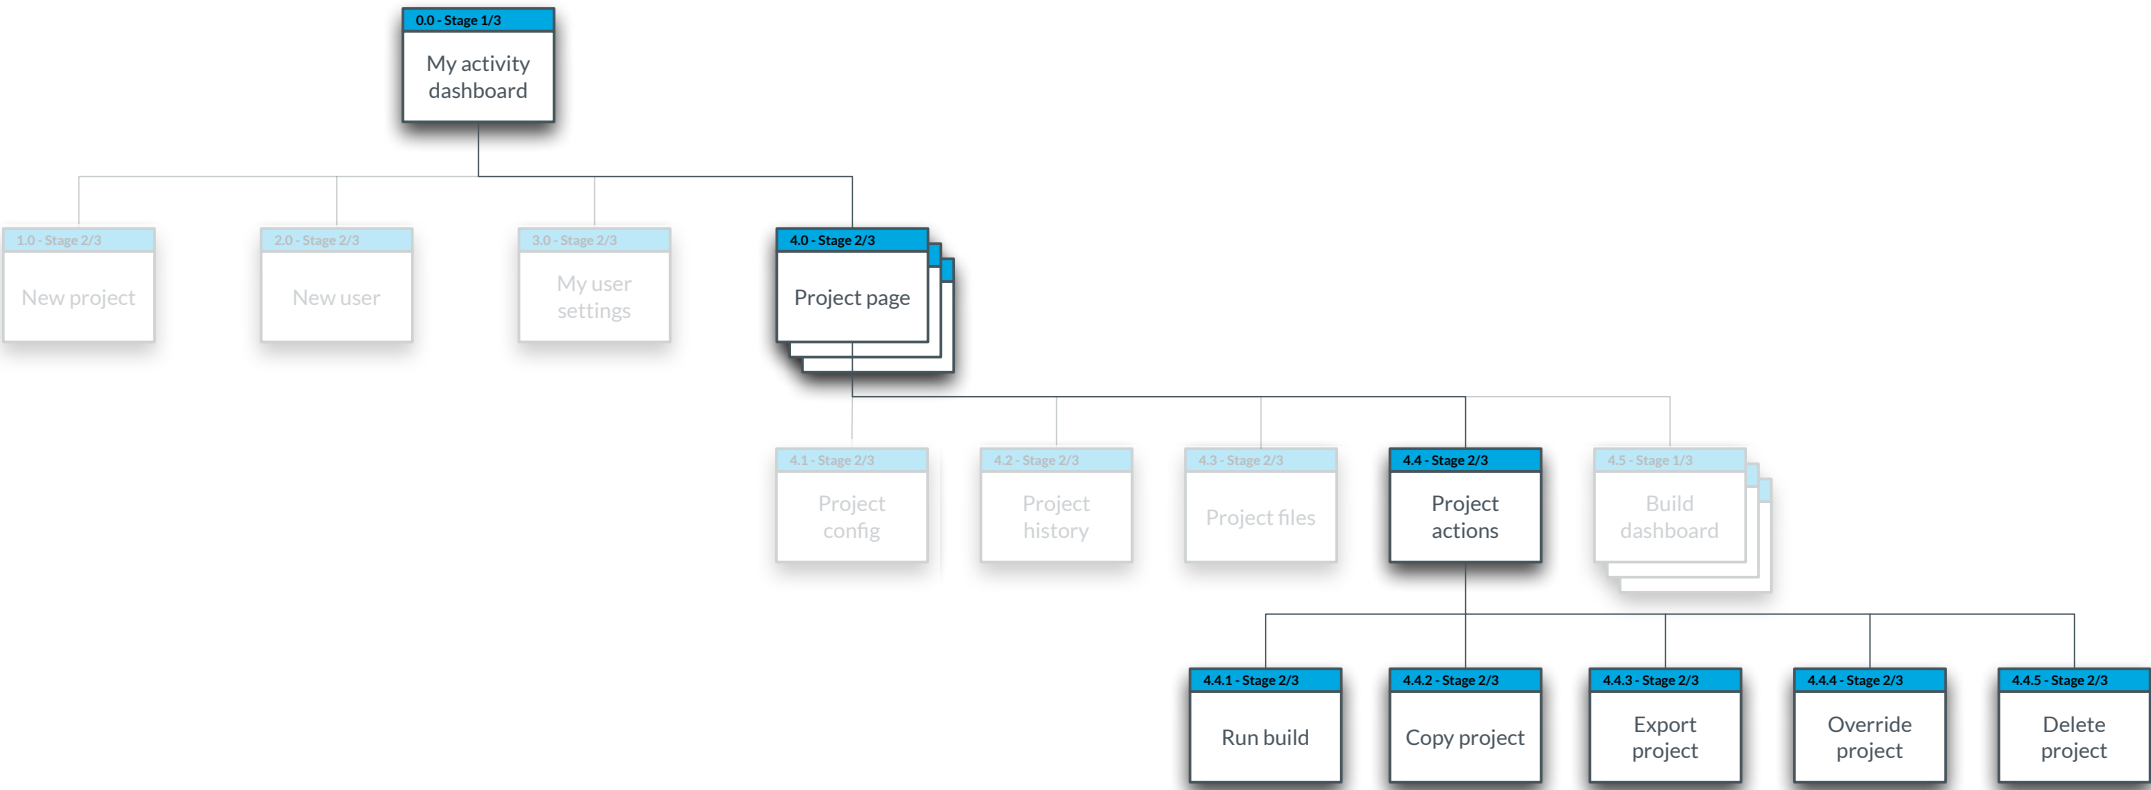 0.0 - Stage 1/3
My activity
dashboard
1.0 - Stage 2/3
New project
2.0 - Stage 2/3
New user
3.0 - Stage 2/3
My user
settings
4.0 - Stage 2/3
Project page
4.1 - Stage 2/3
Project
config
4.2 - Stage 2/3
Project
history
4.3 - Stage 2/3
Project files
4.4 - Stage 2/3
Project
actions
4.5 - Stage 1/3
Build
dashboard
4.4.1 - Stage 2/3
Run build
4.4.2 - Stage 2/3
Copy project
4.4.3 - Stage 2/3
Export
project
4.4.4 - Stage 2/3
Override
project
4.4.5 - Stage 2/3
Delete
project